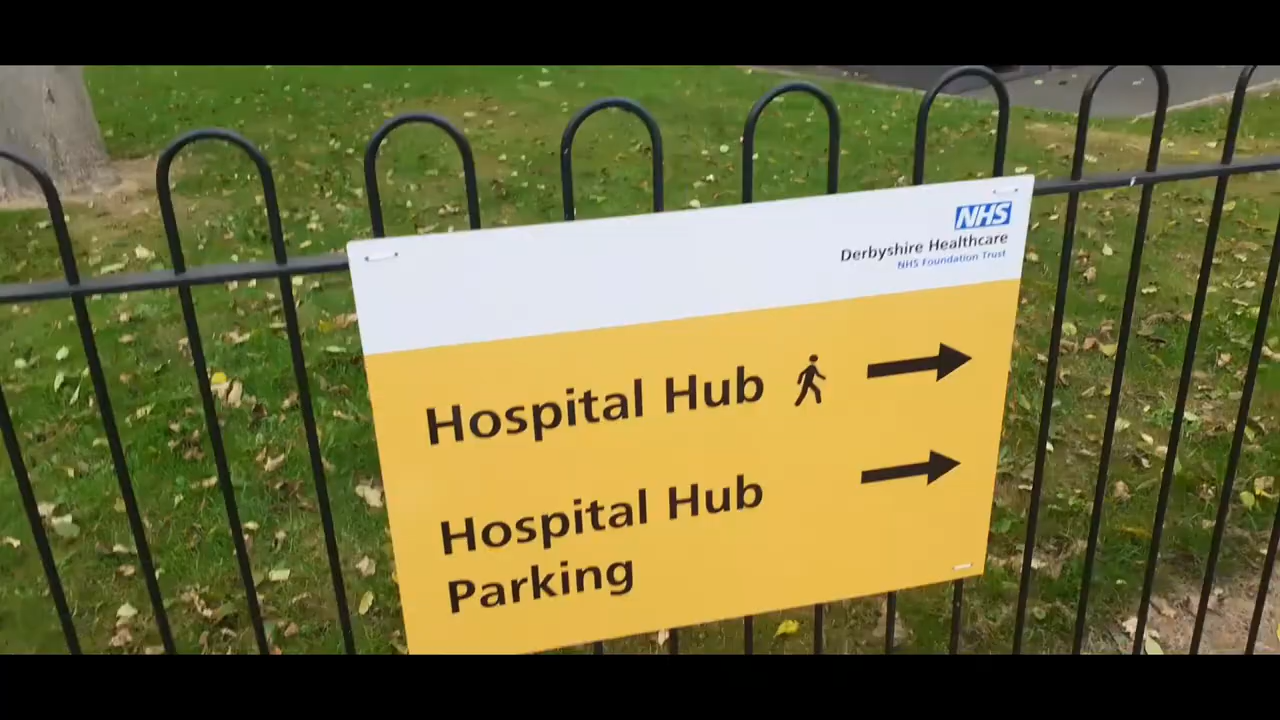 NHS
Derbyshire Healthcare
NHS Foundation Trust
Hospital Hub
Hospital Hub
Parking